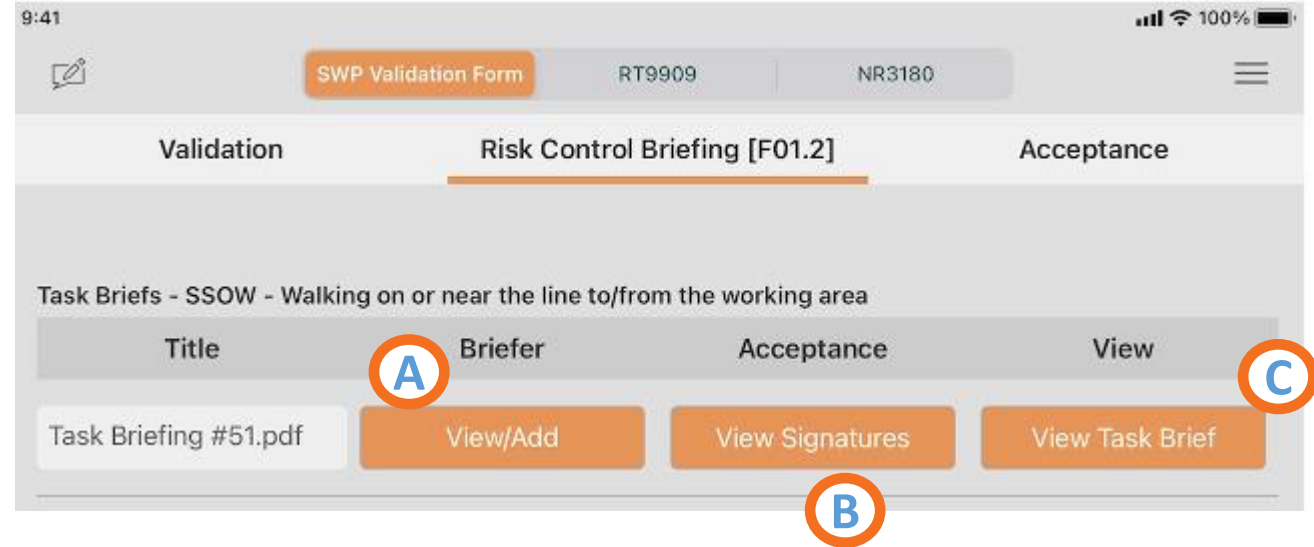 9:41 100%
SWP Validation Form RT9909 NR3180
Validation Risk Control Briefing [F01.2] Acceptance
Task Briefs - SSOW - Walking on or near the line to/from the working area
Title Briefer Acceptance View
A C
Task Briefing #51.pdf View/Add View Signatures View Task Brief
B